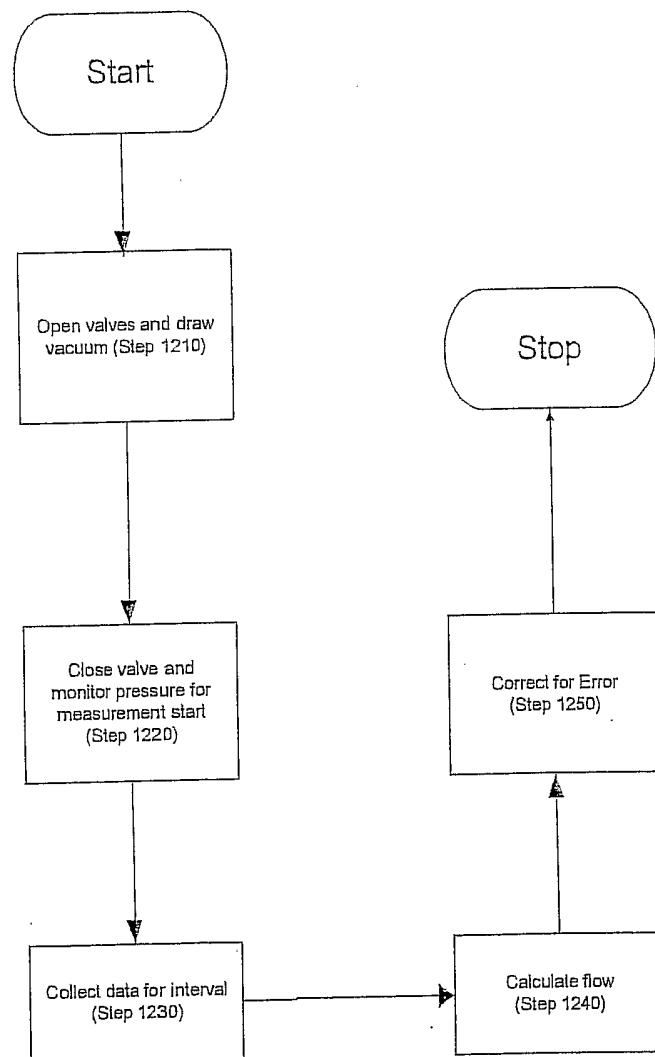 Start
Open valves and draw
vacuum (Step 1210)
Close valve and
monitor pressure for
measurement start
(Step 1220)
Collect data for interval
(Step 1230)
Calculate flow
(Step 1240)
Correct for Error
(Step 1250)
Stop